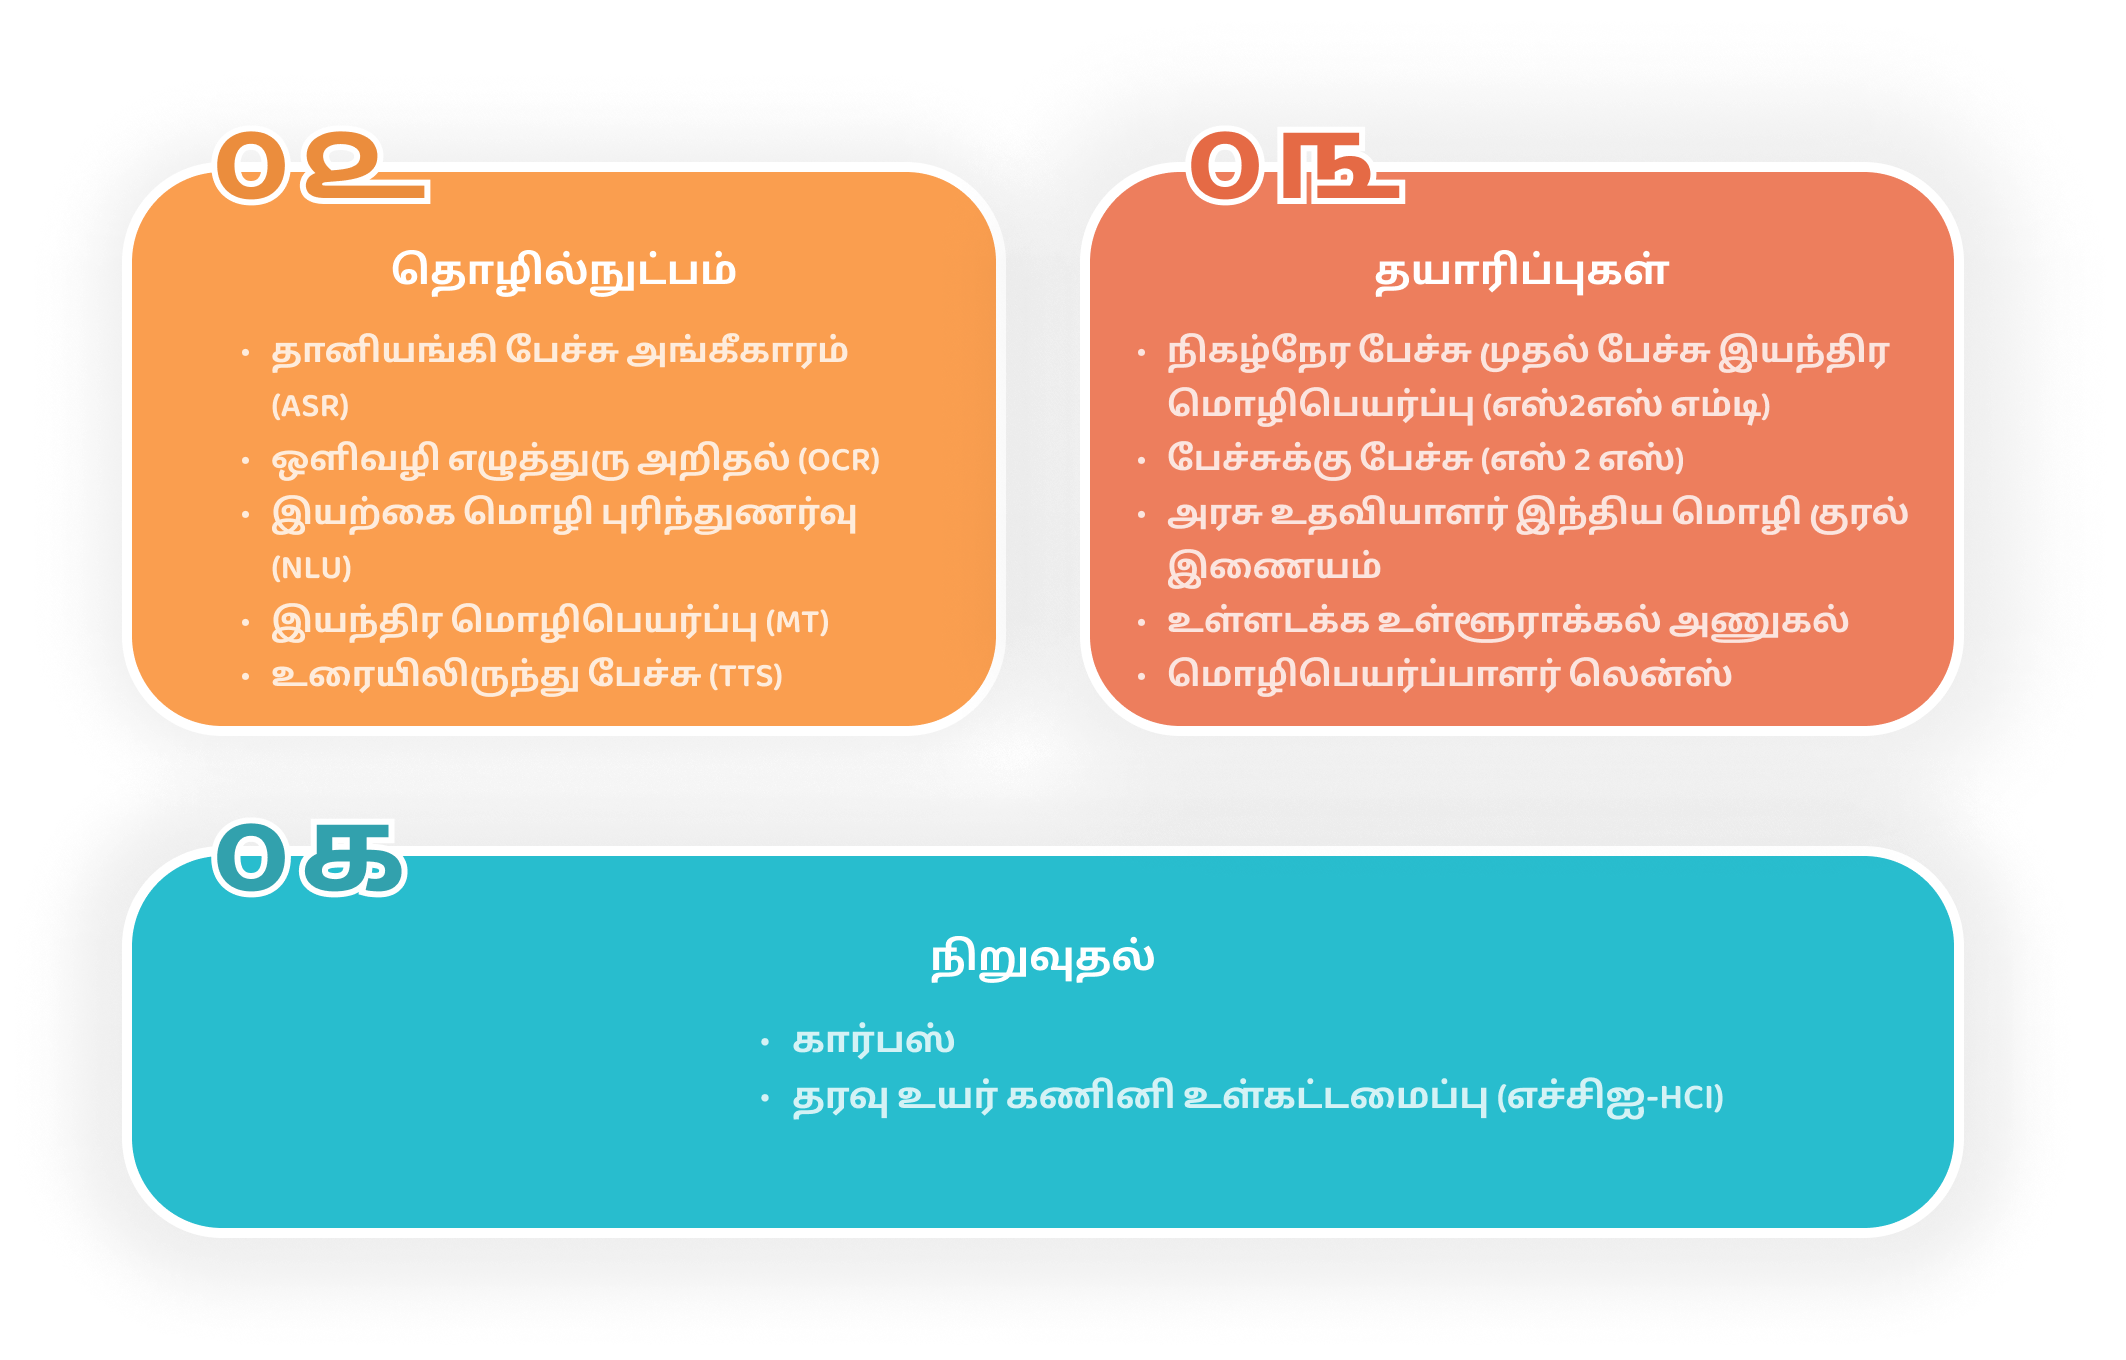 ௦௨
தொழில்நுட்பம்
• தானியங்கி பேச்சு அங்கீகாரம்
(ASR)
• ஒளிவழி எழுத்துரு அறிதல் (OCR)
• இயற்கை மொழி புரிந்துணர்வு
(NLU)
• இயந்திர மொழிபெயர்ப்பு (MT)
• உரையிலிருந்து பேச்சு (TTS)
௦௩
தயாரிப்புகள்
• நிகழ்நேர பேச்சு முதல் பேச்சு இயந்திர
மொழிபெயர்ப்பு (எஸ்2எஸ் எம்டி)
• பேச்சுக்கு பேச்சு (எஸ் 2 எஸ்)
• அரசு உதவியாளர் இந்திய மொழி குரல்
இணையம்
• உள்ளடக்க உள்ளூராக்கல் அணுகல்
• மொழிபெயர்ப்பாளர் லென்ஸ்
௦௧
நிறுவுதல்
• கார்பஸ்
• தரவு உயர் கணினி உள்கட்டமைப்பு (எச்சிஐ-HCI)